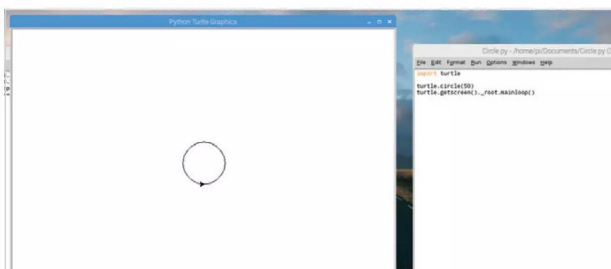 Python Turtle Graphics
Circle.py - /home/pi/Documents/Circle.py (3
File Edit Format Run Options Windows Help
import turtle
turtle.circle(50)
turtle.getscreen()._root.mainloop()